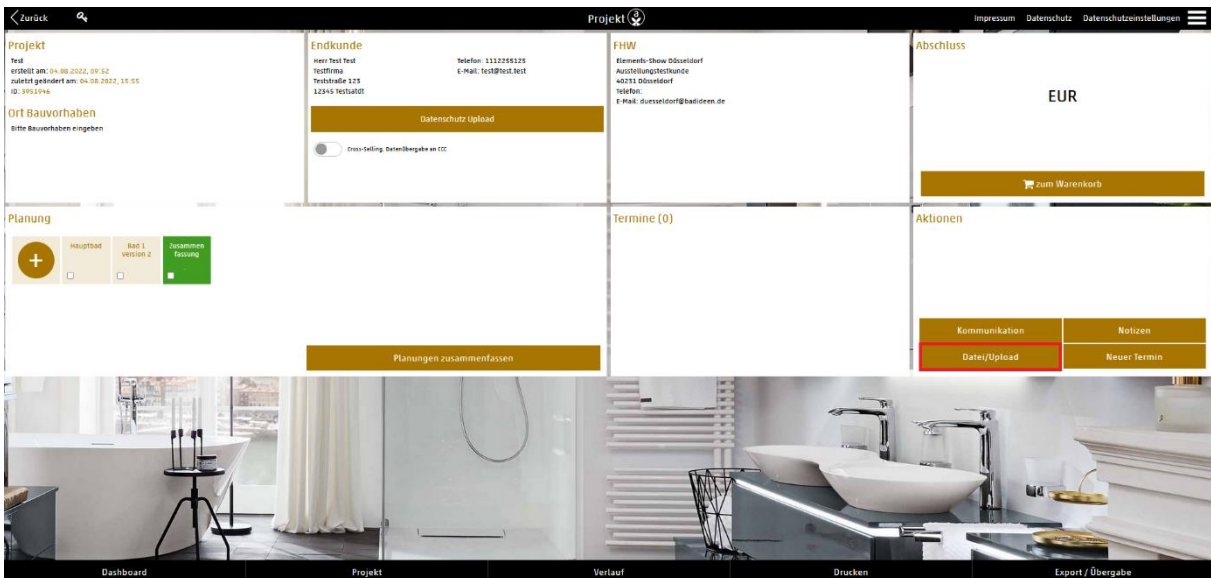 Zurück
Projekt
Impressum Datenschutz Datenschutzeinstellungen
Projekt
Test
erstellt am: 04.08.2022, 09:52
zuletzt geändert am: 04.08.2022, 15:55
ID: 5951946
Ort Bauvorhaben
Bitte Bauvorhaben eingeben
Endkunde
Herr Test Test
Testfirma
Teststraße 123
12345 Testsatdt
Telefon: 1112233123
E-Mail: test@test.test
Datenschutz Upload
Cross-Selling, Datenübergabe an CCC
FHW
Elements-Show Düsseldorf
Ausstellungstestkunde
40231 Düsseldorf
Telefon:
E-Mail: duesseldorf@badideen.de
Abschluss
EUR
zum Warenkorb
Planung
+
Hauptbad
Bad 1
version 2
Zusammen
fassung
Planungen zusammenfassen
Termine (0)
Aktionen
Kommunikation
Notizen
Datei/Upload
Neuer Termin
Dashboard
Projekt
Verlauf
Drucken
Export / Übergabe